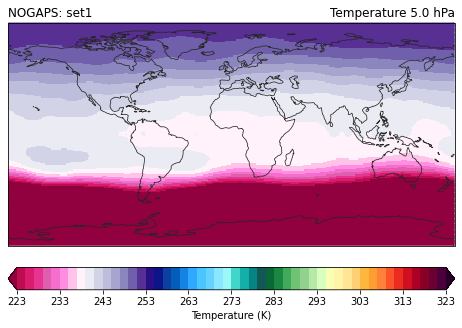 NOGAPS: set1
Temperature 5.0 hPa
223 233 243 253 263 273 283 293 303 313 323
Temperature (K)